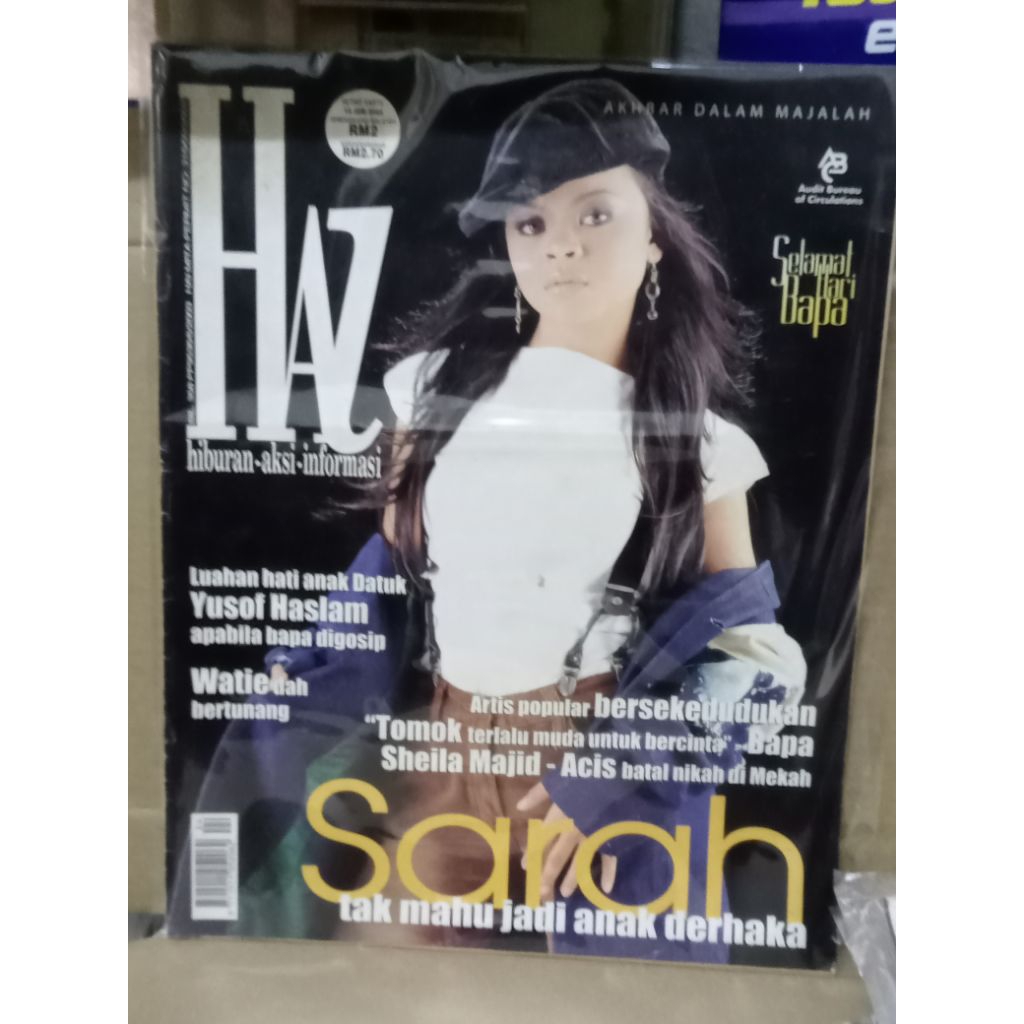 HAI
hiburan-aksi-informasi
RM2
RM2.70
AKHBAR DALAM MAJALAH
ABC
Audit Bureau
of Circulations
Selamat
Hari
Bapa
Luahan hati anak Datuk
Yusof Haslam
apabila bapa digosip
Watie dah
bertunang
Artis popular bersekedudukan
"Tomok terlalu muda untuk bercinta" - Bapa
Sheila Majid - Acis batal nikah di Mekah
Sarah
tak mahu jadi anak derhaka
e